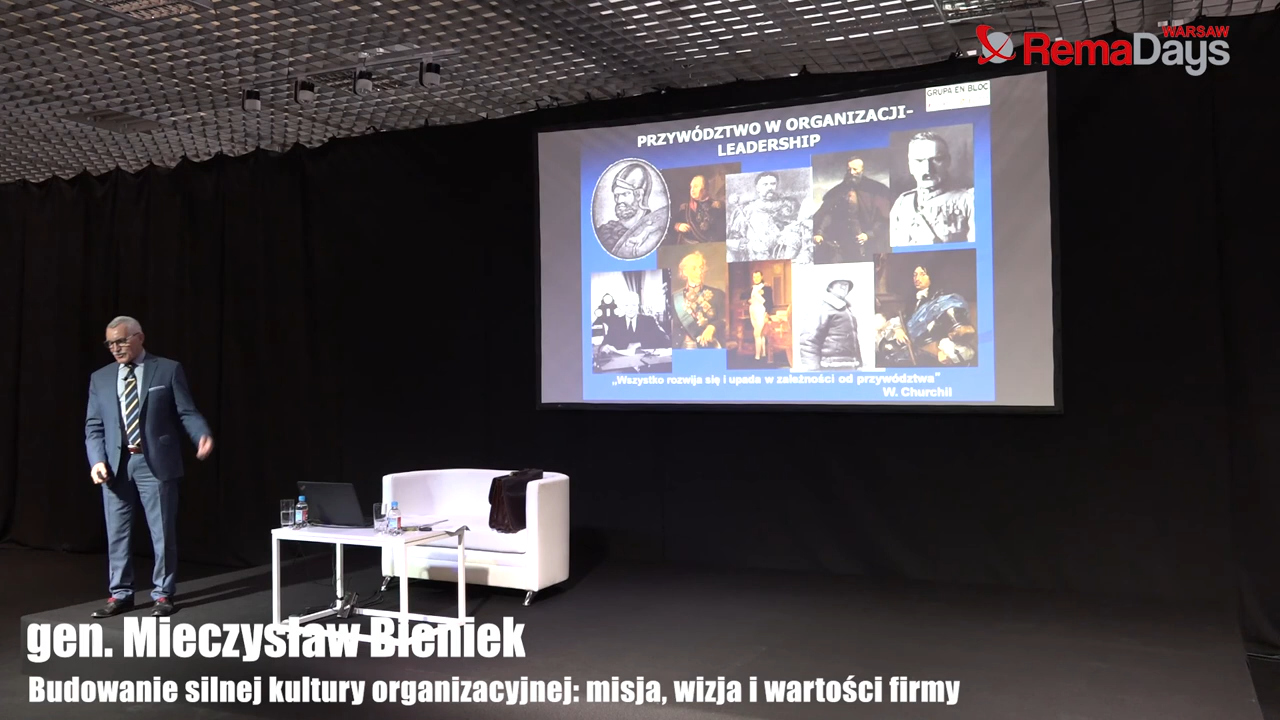 WARSAW
RemaDays
GRUPA EN BLOC
PRZYWÓDZTWO W ORGANIZACJI-
LEADERSHIP
„Wszystko rozwija się i upada w zależności od przywództwa"
W. Churchil
gen. Mieczysław Bieniek
Budowanie silnej kultury organizacyjnej: misja, wizja i wartości firmy